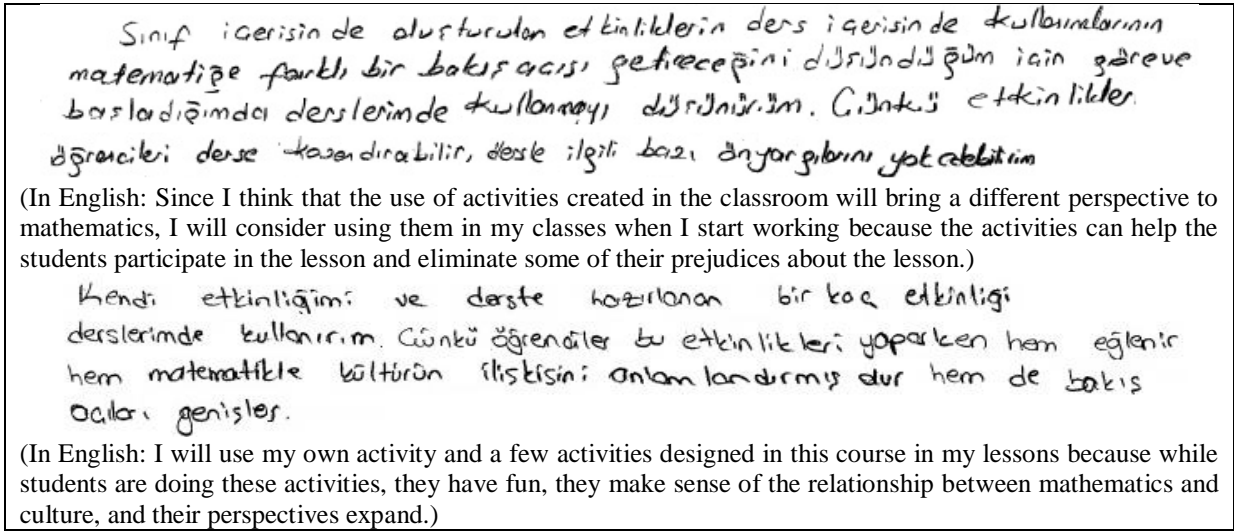 Sınıf içerisinde oluşturulan etkinliklerin ders içerisinde kullanmalarının
matematiğe farklı bir bakış açısı getireceğini düşündüğüm için göreve
başladığımda derslerimde kullanmayı düşünürüm. Çünkü etkinlikler
öğrencileri derse kazandırabilir, dersle ilgili bazı önyargılarını yok
(In English: Since I think that the use of activities created in the classroom will bring a different perspective to
mathematics, I will consider using them in my classes when I start working because the activities can help the
students participate in the lesson and eliminate some of their prejudices about the lesson.)
Kendi etkinliğimi ve derste hazırlanan bir kaç etkinliği
derslerimde kullanırım. Çünkü öğrenciler bu etkinlikleri yaparken hem eğlenir
hem matematikle kültürün ilişkisini anlamlandırmış olur hem de bakış
açıları genişler.
(In English: I will use my own activity and a few activities designed in this course in my lessons because while
students are doing these activities, they have fun, they make sense of the relationship between mathematics and
culture, and their perspectives expand.)